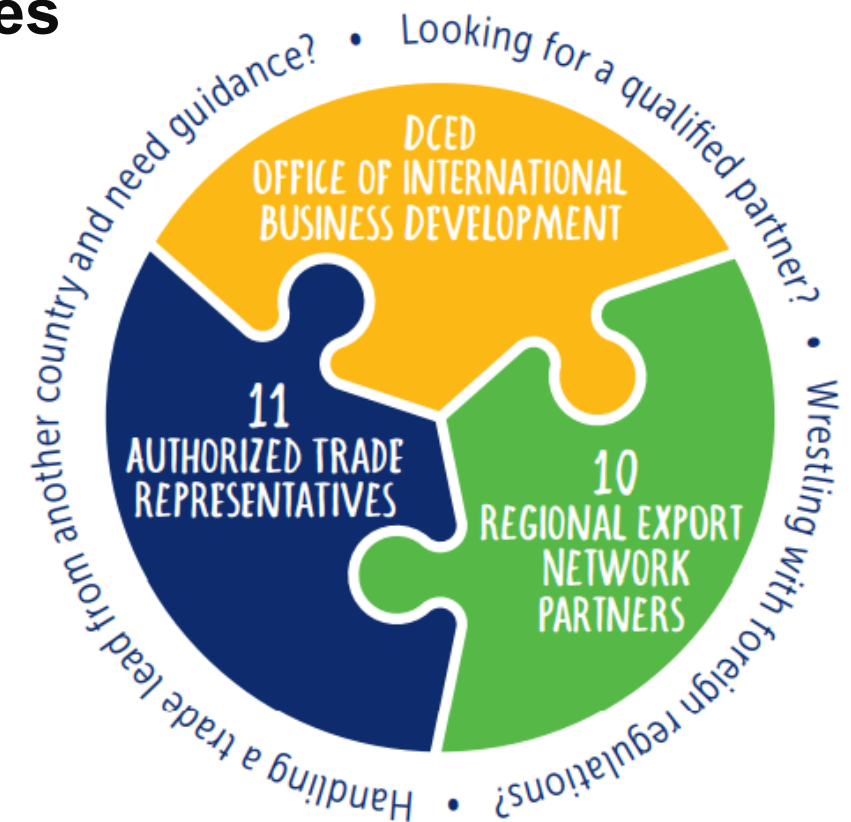 es
Looking for a qualified partner? • Wrestling with foreign regulations? • Handling a trade lead from another country and need guidance? •
DCED
OFFICE OF INTERNATIONAL
BUSINESS DEVELOPMENT
11
AUTHORIZED TRADE
REPRESENTATIVES
10
REGIONAL EXPORT
NETWORK
PARTNERS